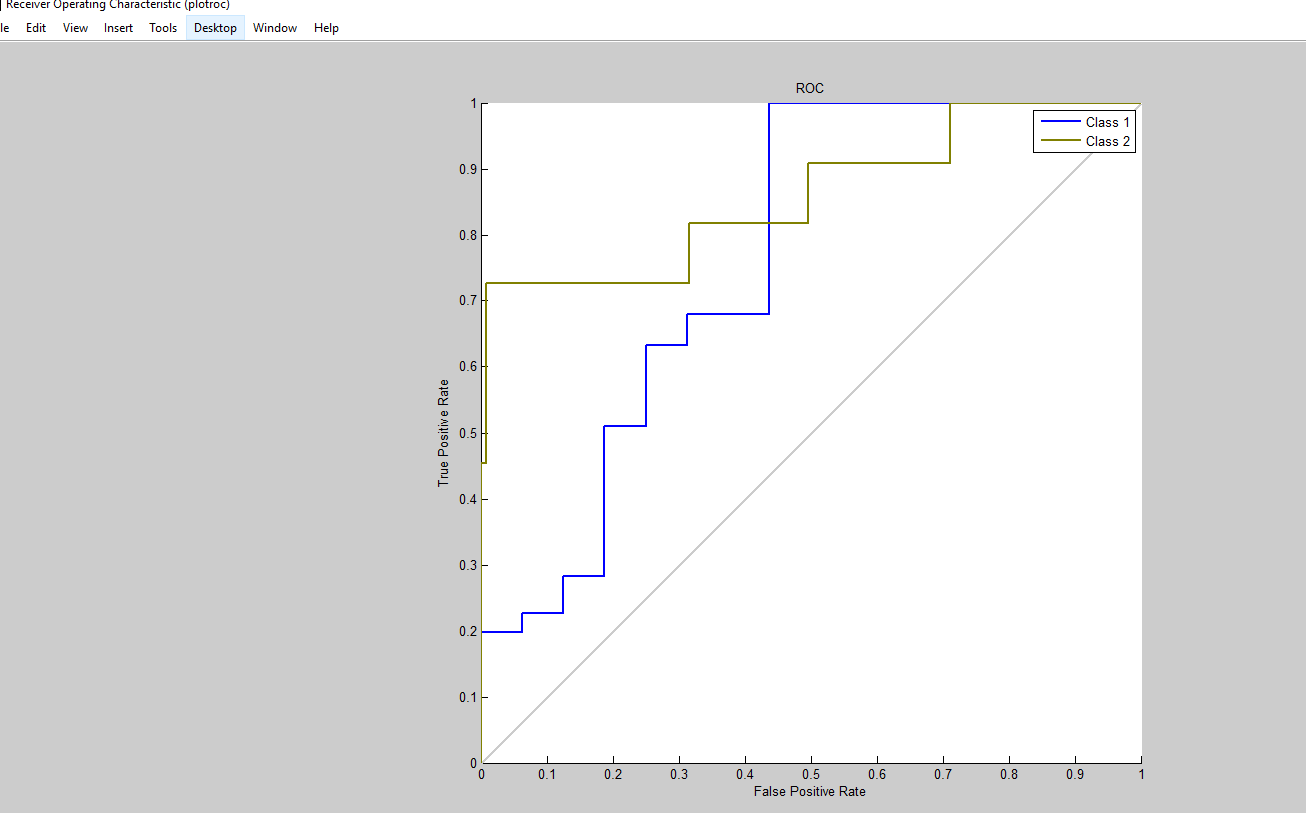 Receiver Operating Characteristic (plotroc)
le Edit View Insert Tools Desktop Window Help
ROC
Class 1
Class 2
1
0.9
0.8
0.7
0.6
0.5
0.4
0.3
0.2
0.1
0
True Positive Rate
0 0.1 0.2 0.3 0.4 0.5 0.6 0.7 0.8 0.9 1
False Positive Rate